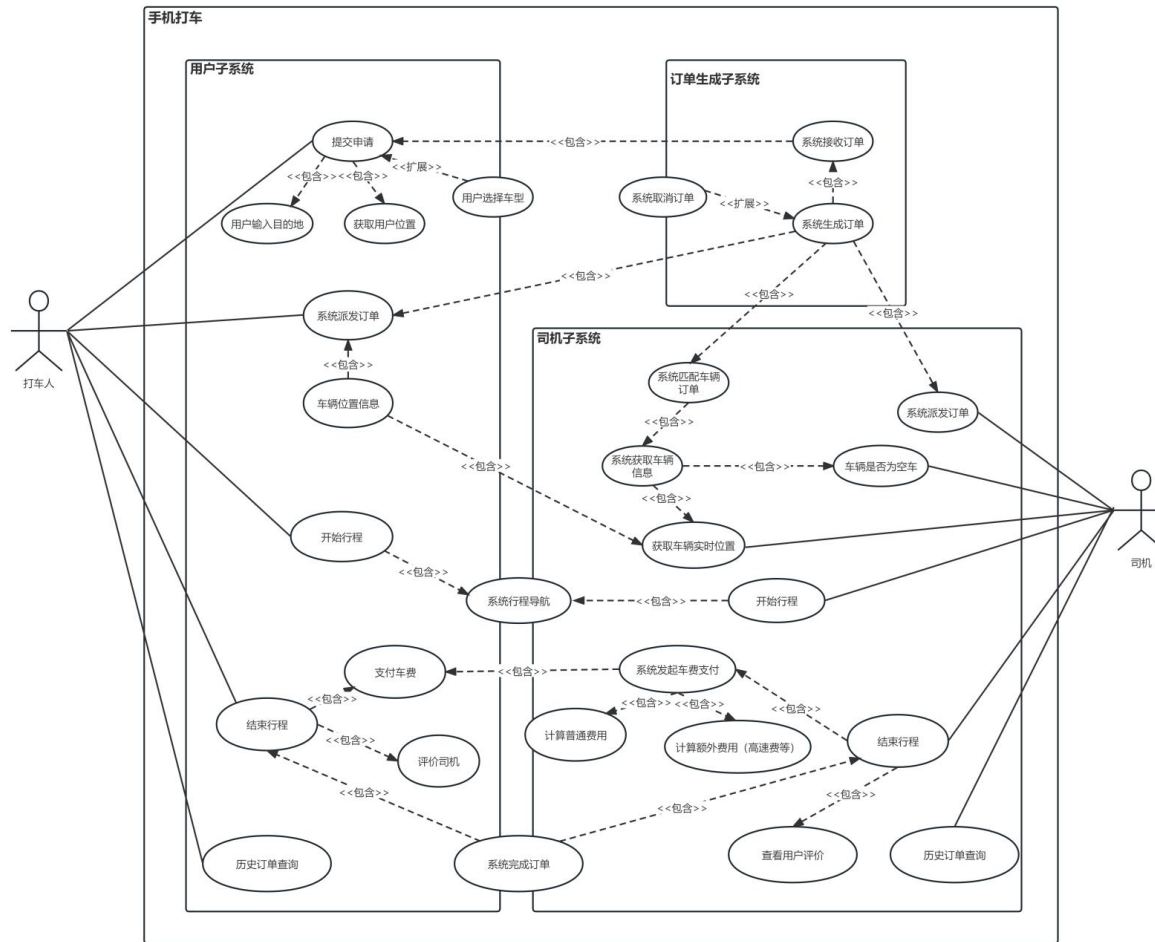 手机打车
用户子系统
订单生成子系统
提交申请
<<包含>>
系统接收订单
<<扩展>>
<<包含>>
<<包含>>
<<包含>>
用户选择车型
系统取消订单
<<扩展>>
用户输入目的地
获取用户位置
系统生成订单
<<包含>>
<<包含>>
系统派发订单
<<包含>>
司机子系统
打车人
<<包含>>
系统匹配车辆
订单
车辆位置信息
系统派发订单
<<包含>>
系统获取车辆
信息
<<包含>>
<<包含>>
车辆是否为空车
<<包含>>
开始行程
获取车辆实时位置
司机
<<包含>>
系统行程导航
<<包含>>
开始行程
支付车费
<<包含>>
系统发起车费支付
<<包含>>
<<包含>>
<<包含>>
<<包含>>
结束行程
计算普通费用
结束行程
<<包含>>
计算额外费用（高速费等）
评价司机
<<包含>>
<<包含>>
<<包含>>
历史订单查询
系统完成订单
查看用户评价
历史订单查询